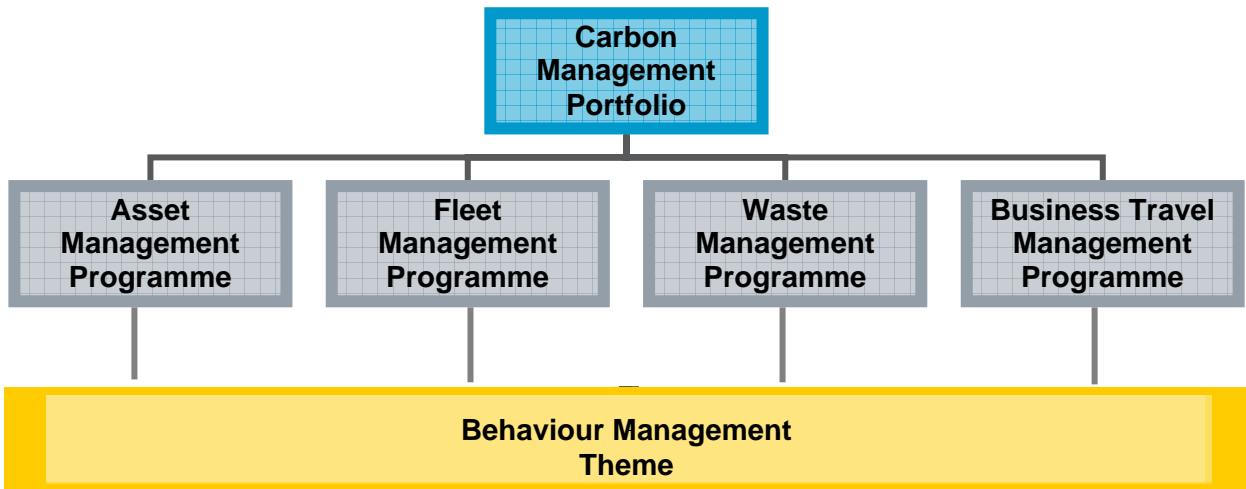 Carbon
Management
Portfolio
Asset
Management
Programme
Fleet
Management
Programme
Waste
Management
Programme
Business Travel
Management
Programme
Behaviour Management
Theme